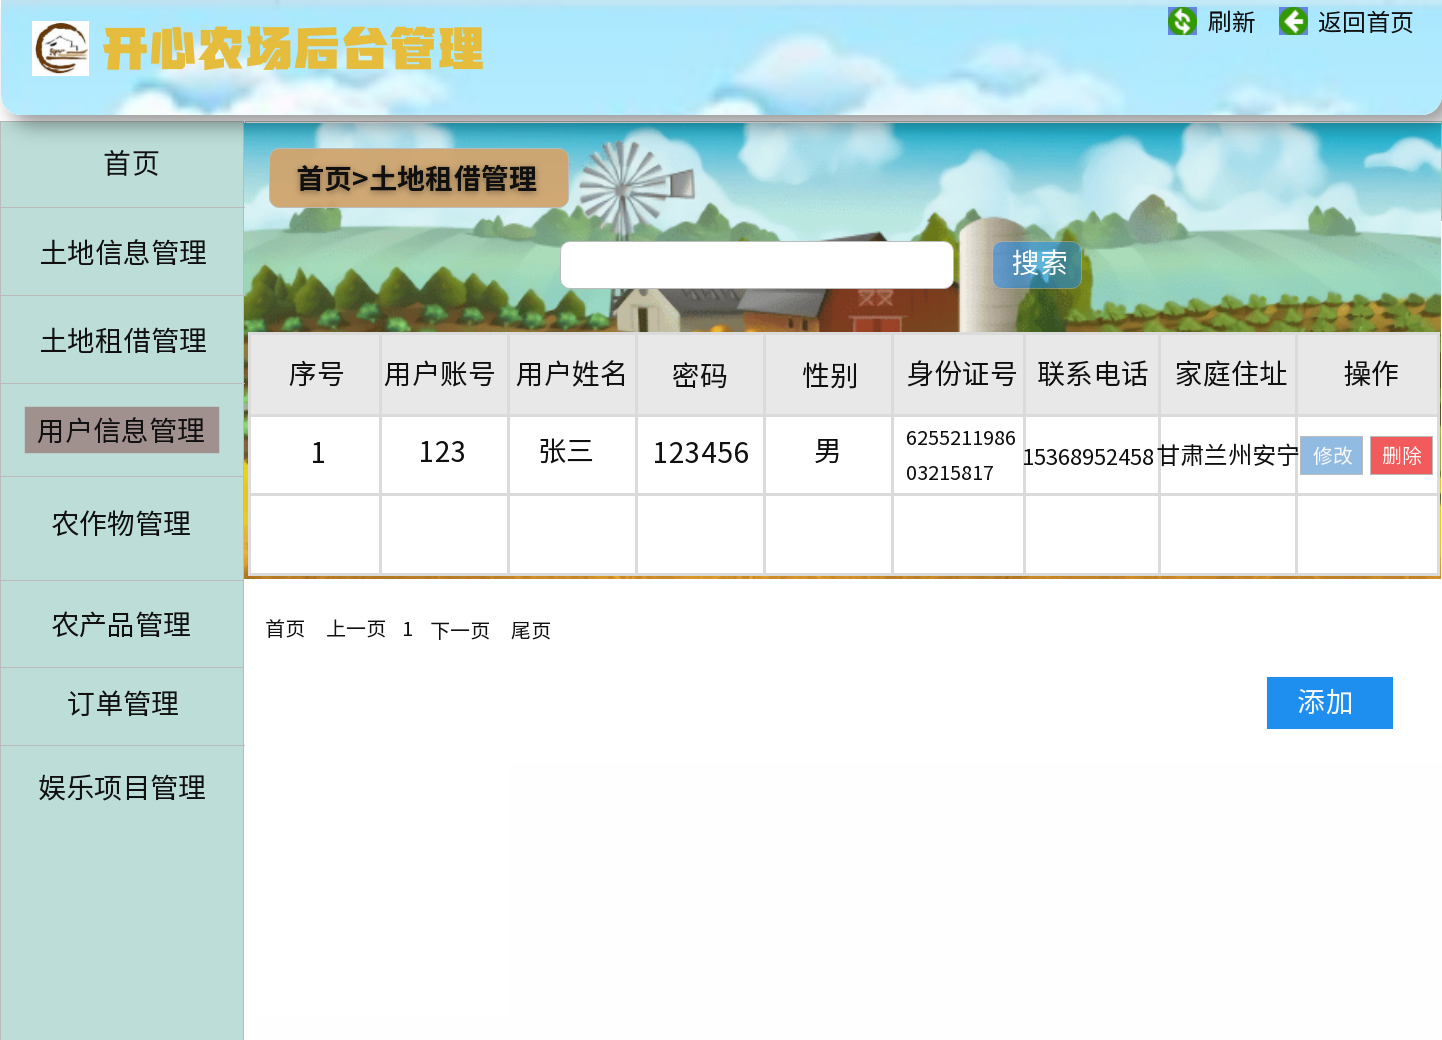 开心农场后台管理
刷新
返回首页
首页
土地信息管理
土地租借管理
用户信息管理
农作物管理
农产品管理
订单管理
娱乐项目管理
首页>土地租借管理
搜索
序号 用户账号 用户姓名 密码 性别 身份证号 联系电话 家庭住址 操作
1 123 张三 123456 男 6255211986 15368952458 甘肃兰州安宁 修改 删除
03215817
首页 上一页 1 下一页 尾页
添加